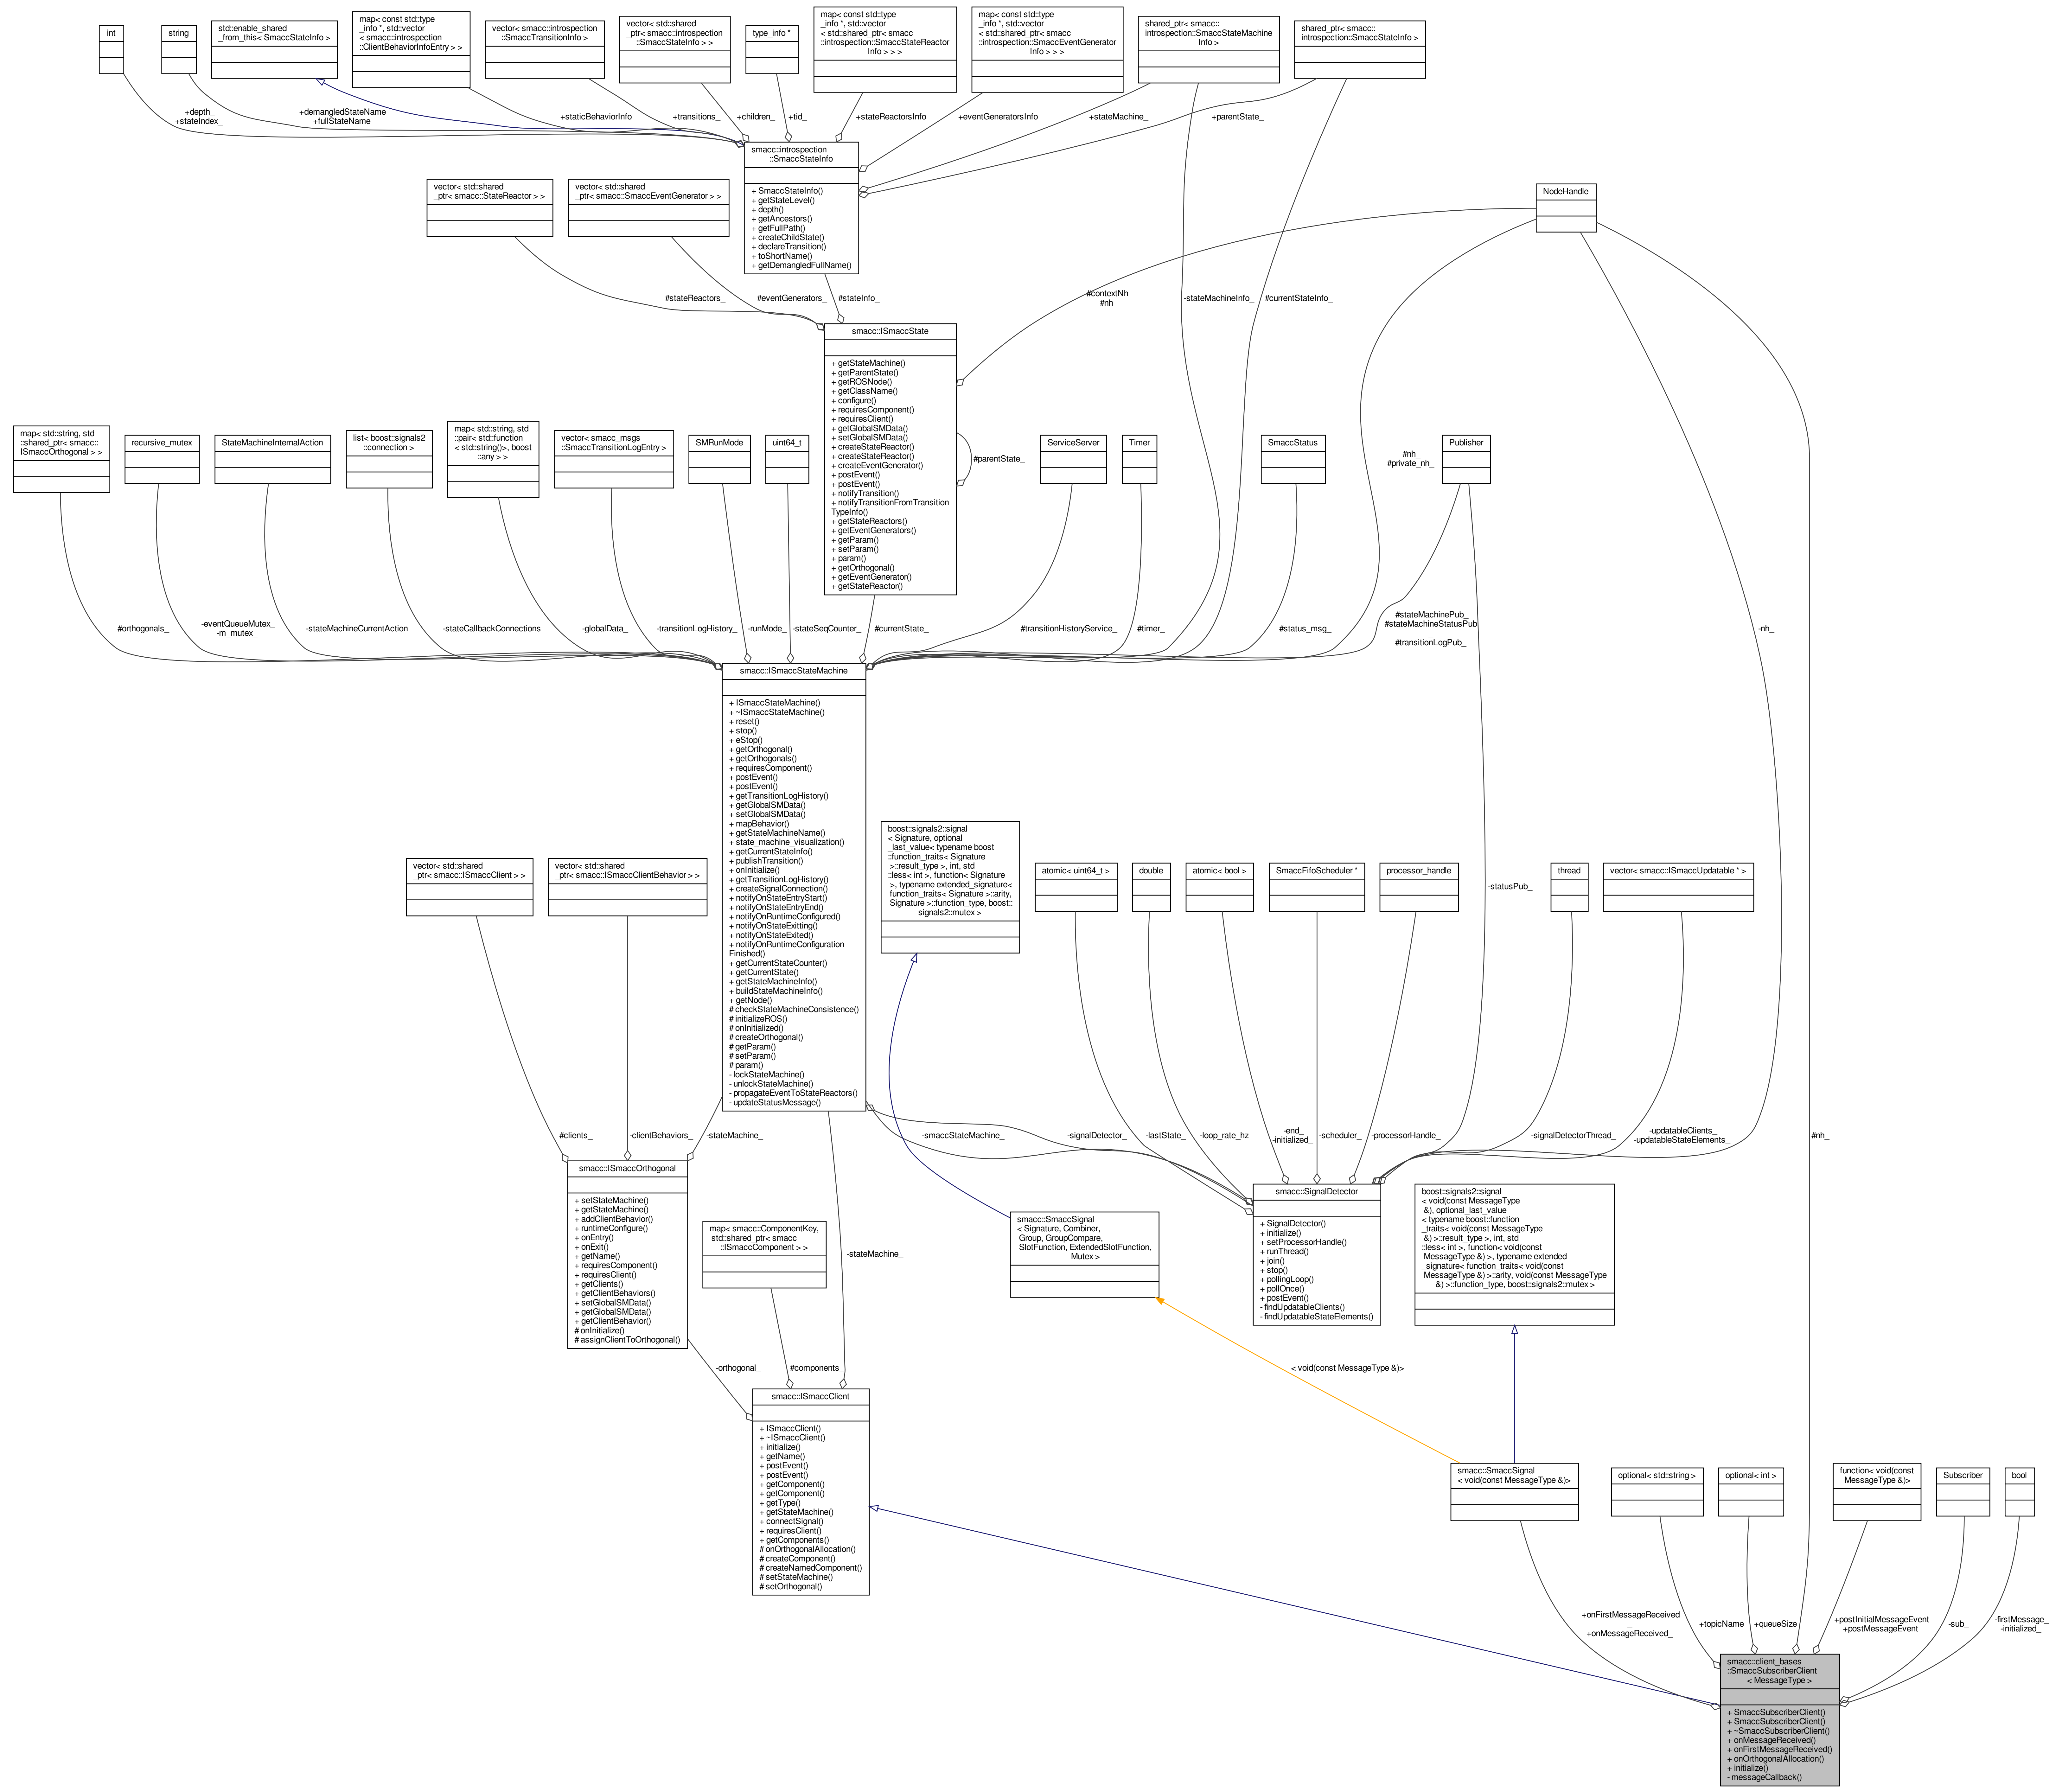 int
string
std::enable_shared
_from_this< SmaccStateInfo >
map< const std::type
_info *, std::vector
< smacc::introspection
::ClientBehaviorInfoEntry > >
vector< smacc::introspection
::SmaccTransitionInfo >
vector< std::shared
_ptr< smacc::introspection
::SmaccStateInfo > >
type_info *
map< const std::type
_info *, std::vector
< std::shared_ptr< smacc
::introspection::SmaccStateReactor
Info > > >
map< const std::type
_info *, std::vector
< std::shared_ptr< smacc
::introspection::SmaccEventGenerator
Info > > >
shared_ptr< smacc::
introspection::SmaccStateMachine
Info >
shared_ptr< smacc::
introspection::SmaccStateInfo >
+depth_
+stateIndex_
+demangledStateName
+fullStateName
+staticBehaviorInfo
+transitions_
+children_
+tid_
+stateReactorsInfo
+eventGeneratorsInfo
+stateMachine_
+parentState_
smacc::introspection
::SmaccStateInfo
+ SmaccStateInfo()
+ getStateLevel()
+ depth()
+ getAncestors()
+ getFullPath()
+ createChildState()
+ declareTransition()
+ toShortName()
+ getDemangledFullName()
vector< std::shared
_ptr< smacc::StateReactor > >
vector< std::shared
_ptr< smacc::SmaccEventGenerator > >
NodeHandle
#stateReactors_
#eventGenerators_
#stateInfo_
#contextNh
#nh
-stateMachineInfo_
#currentStateInfo_
smacc::ISmaccState
+ getStateMachine()
+ getParentState()
+ getROSNode()
+ getClassName()
+ configure()
+ requiresComponent()
+ requiresClient()
+ getGlobalSMData()
+ setGlobalSMData()
+ createStateReactor()
+ createStateReactor()
+ createEventGenerator()
+ postEvent()
+ postEvent()
+ notifyTransition()
+ notifyTransitionFromTransition
TypeInfo()
+ getStateReactors()
+ getEventGenerators()
+ getParam()
+ setParam()
+ param()
+ getOrthogonal()
+ getEventGenerator()
+ getStateReactor()
#parentState_
map< std::string, std
::shared_ptr< smacc::
ISmaccOrthogonal > >
recursive_mutex
StateMachineInternalAction
list< boost::signals2
::connection >
map< std::string, std
::pair< std::function
< std::string()>, boost
::any > >
vector< smacc_msgs
::SmaccTransitionLogEntry >
SMRunMode
uint64_t
ServiceServer
Timer
SmaccStatus
#nh_
#private_nh_
Publisher
#orthogonals_
-eventQueueMutex_
-m_mutex_
-stateMachineCurrentAction
-stateCallbackConnections
-globalData_
-transitionLogHistory_
-runMode_
-stateSeqCounter_
#currentState_
#transitionHistoryService_
#timer_
#status_msg_
#stateMachinePub_
#stateMachineStatusPub
_
#transitionLogPub_
-nh_
smacc::ISmaccStateMachine
+ ISmaccStateMachine()
+ ~ISmaccStateMachine()
+ reset()
+ stop()
+ eStop()
+ getOrthogonal()
+ getOrthogonals()
+ requiresComponent()
+ postEvent()
+ postEvent()
+ getTransitionLogHistory()
+ getGlobalSMData()
+ setGlobalSMData()
+ mapBehavior()
+ getStateMachineName()
+ state_machine_visualization()
+ getCurrentStateInfo()
+ publishTransition()
+ onInitialize()
+ getTransitionLogHistory()
+ createSignalConnection()
+ notifyOnStateEntryStart()
+ notifyOnStateEntryEnd()
+ notifyOnRuntimeConfigured()
+ notifyOnStateExitting()
+ notifyOnStateExited()
+ notifyOnRuntimeConfiguration
Finished()
+ getCurrentStateCounter()
+ getCurrentState()
+ getStateMachineInfo()
+ buildStateMachineInfo()
+ getNode()
# checkStateMachineConsistence()
# initializeROS()
# onInitialized()
# createOrthogonal()
# getParam()
# setParam()
# param()
- lockStateMachine()
- unlockStateMachine()
- propagateEventToStateReactors()
- updateStatusMessage()
vector< std::shared
_ptr< smacc::ISmaccClient > >
vector< std::shared
_ptr< smacc::ISmaccClientBehavior > >
boost::signals2::signal
< Signature, optional
_last_value< typename boost
::function_traits< Signature
>::result_type >, int, std
::less< int >, function< Signature
>, typename extended_signature<
function_traits< Signature >::arity,
Signature >::function_type, boost::
signals2::mutex >
atomic< uint64_t >
double
atomic< bool >
SmaccFifoScheduler *
processor_handle
-statusPub_
thread
vector< smacc::ISmaccUpdatable * >
#clients_
-clientBehaviors_
-stateMachine_
-smaccStateMachine_
-signalDetector_
-lastState_
-loop_rate_hz
-end_
-initialized_
-scheduler_
-processorHandle_
-signalDetectorThread_
-updatableClients_
-updatableStateElements_
#nh_
smacc::ISmaccOrthogonal
+ setStateMachine()
+ getStateMachine()
+ addClientBehavior()
+ runtimeConfigure()
+ onEntry()
+ onExit()
+ getName()
+ requiresComponent()
+ requiresClient()
+ getClients()
+ getClientBehaviors()
+ setGlobalSMData()
+ getGlobalSMData()
+ getClientBehavior()
# onInitialize()
# assignClientToOrthogonal()
map< smacc::ComponentKey,
std::shared_ptr< smacc
::ISmaccComponent > >
-stateMachine_
smacc::SmaccSignal
< Signature, Combiner,
Group, GroupCompare,
SlotFunction, ExtendedSlotFunction,
Mutex >
smacc::SignalDetector
+ SignalDetector()
+ initialize()
+ setProcessorHandle()
+ runThread()
+ join()
+ stop()
+ pollingLoop()
+ pollOnce()
+ postEvent()
- findUpdatableClients()
- findUpdatableStateElements()
boost::signals2::signal
< void(const MessageType
&), optional_last_value
< typename boost::function
_traits< void(const MessageType
&) >::result_type >, int, std
::less< int >, function< void(const
MessageType &) >, typename extended
_signature< function_traits< void(const
MessageType &) >::arity, void(const MessageType
&) >::function_type, boost::signals2::mutex >
-orthogonal_
#components_
< void(const MessageType &)>
smacc::ISmaccClient
+ ISmaccClient()
+ ~ISmaccClient()
+ initialize()
+ getName()
+ postEvent()
+ postEvent()
+ getComponent()
+ getComponent()
+ getType()
+ getStateMachine()
+ connectSignal()
+ requiresClient()
+ getComponents()
# onOrthogonalAllocation()
# createComponent()
# createNamedComponent()
# setStateMachine()
# setOrthogonal()
smacc::SmaccSignal
< void(const MessageType &)>
optional< std::string >
optional< int >
function< void(const
MessageType &)>
Subscriber
bool
+onFirstMessageReceived
_
+onMessageReceived_
+topicName
+queueSize
+postInitialMessageEvent
+postMessageEvent
-sub_
-firstMessage_
-initialized_
smacc::client_bases
::SmaccSubscriberClient
< MessageType >
+ SmaccSubscriberClient()
+ SmaccSubscriberClient()
+ ~SmaccSubscriberClient()
+ onMessageReceived()
+ onFirstMessageReceived()
+ onOrthogonalAllocation()
+ initialize()
- messageCallback()